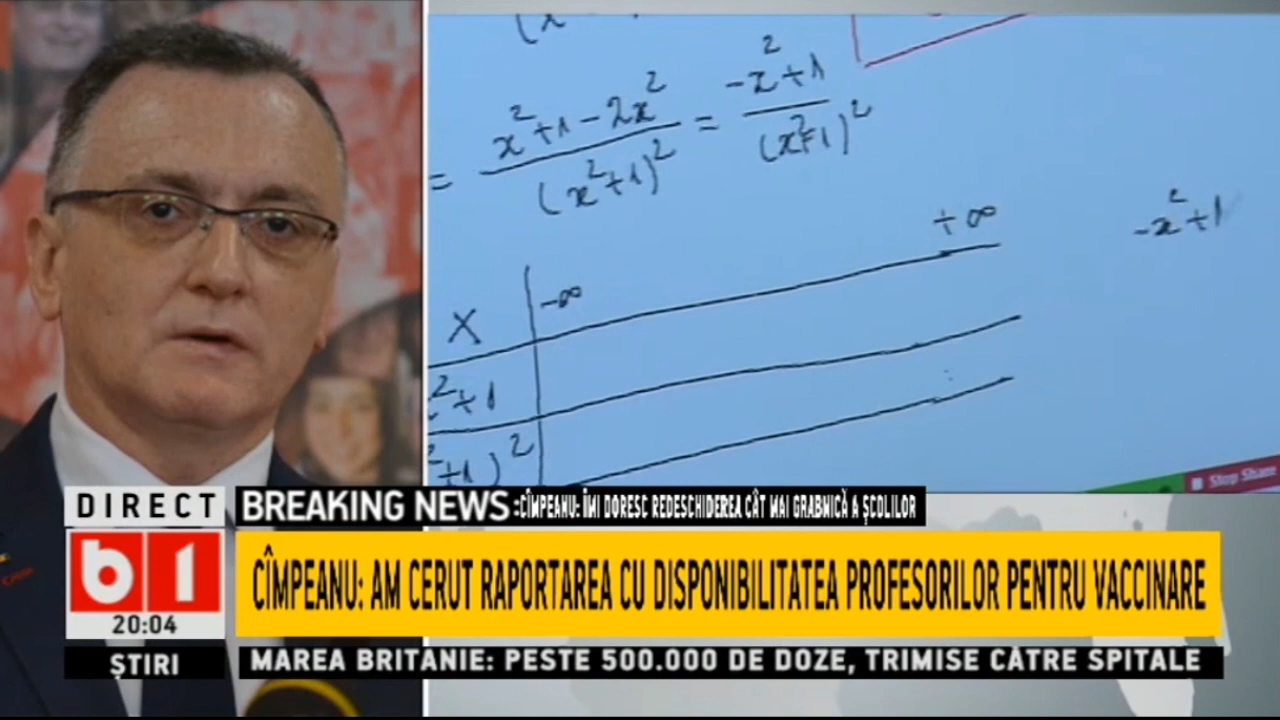 (x
x²+1-2x² / (x²+1)² = -x²+1 / (x²+1)²
-x²+1
x -∞ +∞
²+1
²+1)²
Stop Share
DIRECT
BREAKING NEWS :CÎMPEANU: ÎMI DORESC REDESCHIDEREA CÂT MAI GRABNICĂ A ȘCOLILOR
b1
CÎMPEANU: AM CERUT RAPORTAREA CU DISPONIBILITATEA PROFESORILOR PENTRU VACCINARE
20:04
ȘTIRI
MAREA BRITANIE: PESTE 500.000 DE DOZE, TRIMISE CĂTRE SPITALE